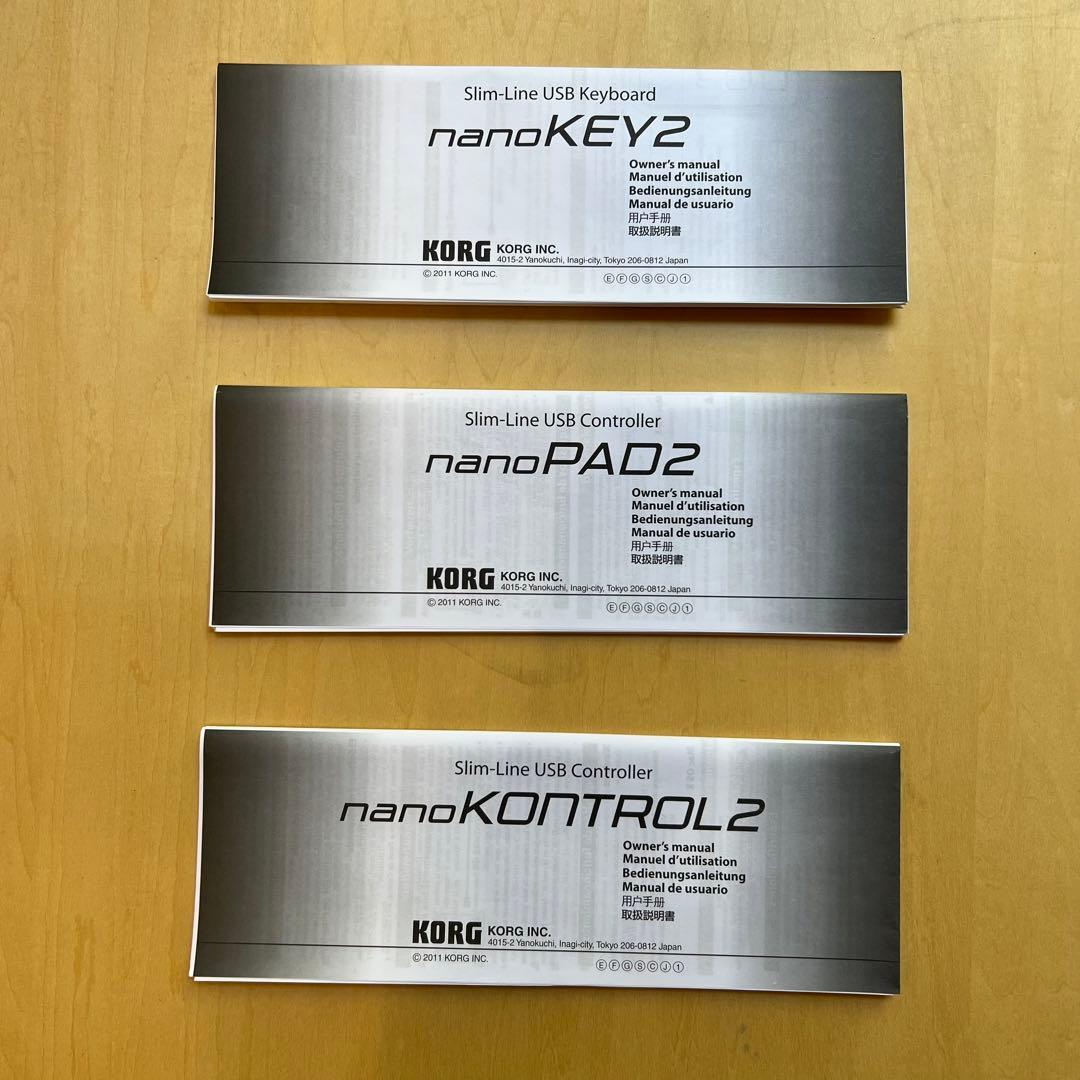 Slim-Line USB Keyboard
nanoKEY2
Owner's manual
Manuel d'utilisation
Bedienungsanleitung
Manual de usuario
用户手册
取扱説明書
KORG KORG INC.
4015-2 Yanokuchi, Inagi-city, Tokyo 206-0812 Japan
© 2011 KORG INC.
ⒺⒻⒼⓈⒸⒿ①
Slim-Line USB Controller
nanoPAD2
Owner's manual
Manuel d'utilisation
Bedienungsanleitung
Manual de usuario
用户手册
取扱説明書
KORG KORG INC.
4015-2 Yanokuchi, Inagi-city, Tokyo 206-0812 Japan
© 2011 KORG INC.
ⒺⒻⒼⓈⒸⒿ①
Slim-Line USB Controller
nanoKONTROL2
Owner's manual
Manuel d'utilisation
Bedienungsanleitung
Manual de usuario
用户手册
取扱説明書
KORG KORG INC.
4015-2 Yanokuchi, Inagi-city, Tokyo 206-0812 Japan
© 2011 KORG INC.
ⒺⒻⒼⓈⒸⒿ①